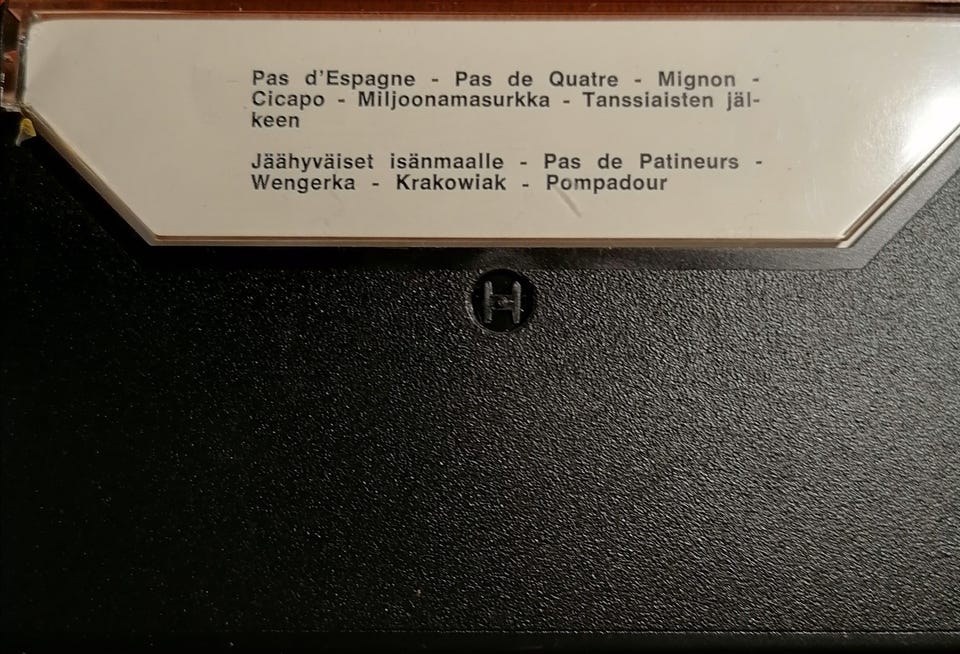 Pas d'Espagne - Pas de Quatre - Mignon -
Cicapo - Miljoonamasurkka - Tanssiaisten jäl-
keen
Jäähyväiset isänmaalle - Pas de Patineurs -
Wengerka - Krakowiak - Pompadour
H